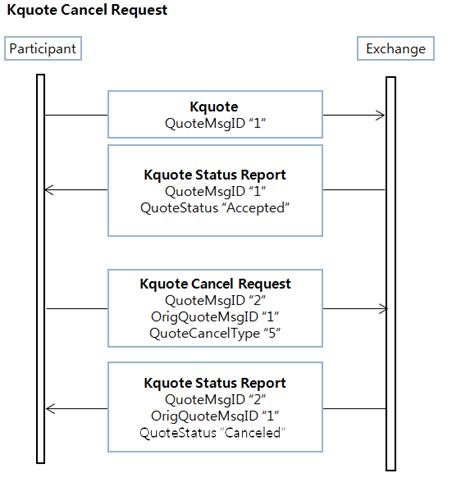 Kquote Cancel Request
Participant
Exchange
Kquote
QuoteMsgID “1”
Kquote Status Report
QuoteMsgID “1”
QuoteStatus “Accepted”
Kquote Cancel Request
QuoteMsgID “2”
OrigQuoteMsgID “1”
QuoteCancelType “5”
Kquote Status Report
QuoteMsgID “2”
OrigQuoteMsgID “1”
QuoteStatus “Canceled”